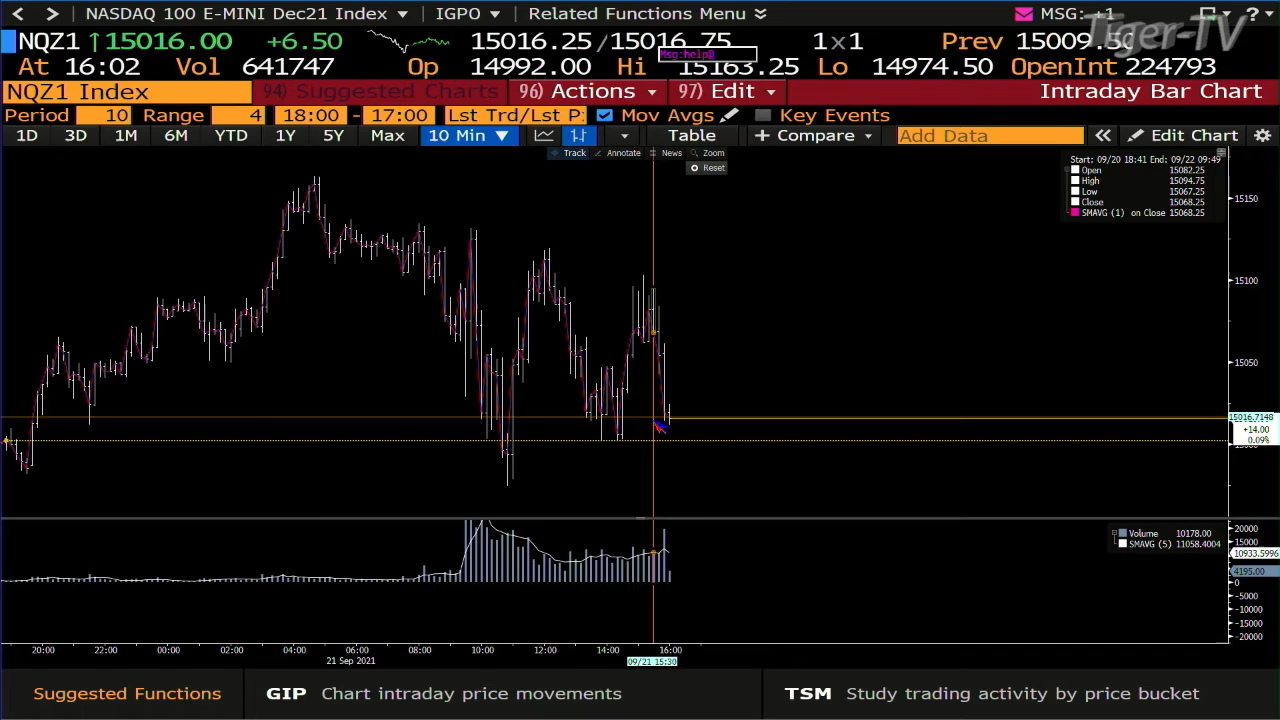 < > NASDAQ 100 E-MINI Dec21 Index IGPO Related Functions Menu MSG: +1 ?
Tiger-TV
NQZ1 ↑15016.00 +6.50 15016.25/15016.75 1×1 Prev 15009.50
Msg:help@
At 16:02 Vol 641747 Op 14992.00 Hi 15163.25 Lo 14974.50 OpenInt 224793
NQZ1 Index 94) Suggested Charts 96) Actions 97) Edit Intraday Bar Chart
Period 10 Range 4 18:00 - 17:00 Lst Trd/Lst P: Mov Avgs Key Events
1D 3D 1M 6M YTD 1Y 5Y Max 10 Min ▼ Table + Compare Add Data « Edit Chart
Track Annotate News Zoom
Reset
Start: 09/20 18:41 End: 09/22 09:49
Open 15082.25
High 15094.75
Low 15067.25
Close 15068.25
SMAVG (1) on Close 15068.25
15150
15100
15050
15016.7148
+14.00
0.09%
Volume 10178.00
SMAVG (5) 11058.4004
20000
15000
10933.5996
4195.00
0
-5000
-10000
-15000
-20000
20:00 22:00 00:00 02:00 04:00 06:00 08:00 10:00 12:00 14:00 16:00
21 Sep 2021 09/21 15:30
Suggested Functions GIP Chart intraday price movements TSM Study trading activity by price bucket